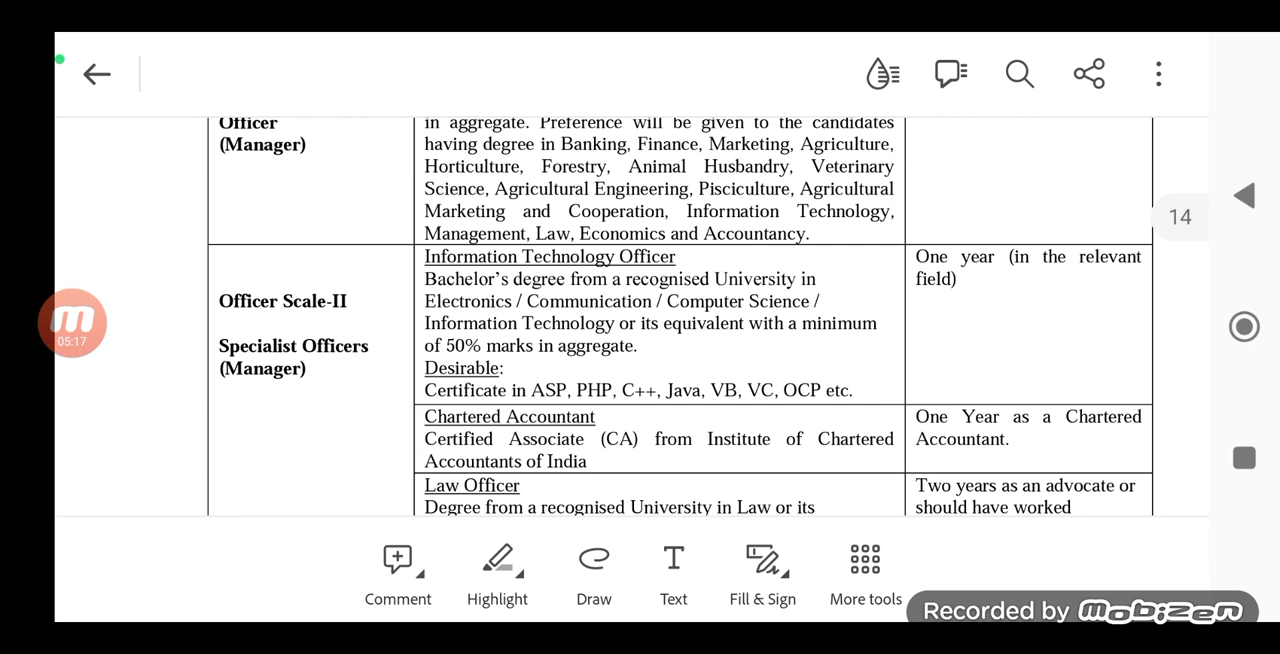 Officer
(Manager)
in aggregate. Preference will be given to the candidates
having degree in Banking, Finance, Marketing, Agriculture,
Horticulture, Forestry, Animal Husbandry, Veterinary
Science, Agricultural Engineering, Pisciculture, Agricultural
Marketing and Cooperation, Information Technology,
Management, Law, Economics and Accountancy.
14
Officer Scale-II
Specialist Officers
(Manager)
Information Technology Officer
Bachelor's degree from a recognised University in
Electronics / Communication / Computer Science /
Information Technology or its equivalent with a minimum
of 50% marks in aggregate.
Desirable:
Certificate in ASP, PHP, C++, Java, VB, VC, OCP etc.
One year (in the relevant
field)
Chartered Accountant
Certified Associate (CA) from Institute of Chartered
Accountants of India
One Year as a Chartered
Accountant.
Law Officer
Degree from a recognised University in Law or its
Two years as an advocate or
should have worked
05:17
Comment
Highlight
Draw
Text
Fill & Sign
More tools
Recorded by mobizen